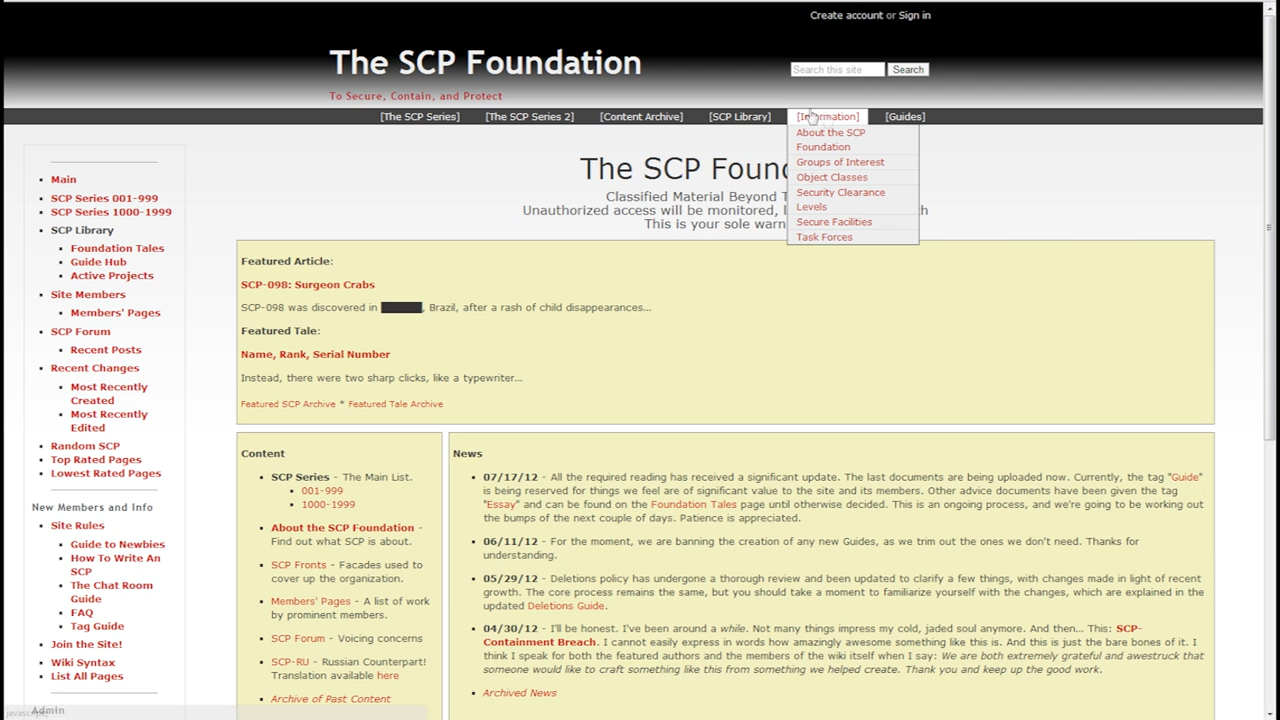 Create account or Sign in
The SCP Foundation
Search this site
Search
To Secure, Contain, and Protect
[The SCP Series]
[The SCP Series 2]
[Content Archive]
[SCP Library]
[Information]
[Guides]
About the SCP
Foundation
Groups of Interest
Object Classes
Security Clearance
Levels
Secure Facilities
Task Forces
Main
SCP Series 001-999
SCP Series 1000-1999
SCP Library
Foundation Tales
Guide Hub
Active Projects
Site Members
Members' Pages
SCP Forum
Recent Posts
Recent Changes
Most Recently
Created
Most Recently
Edited
Random SCP
Top Rated Pages
Lowest Rated Pages
New Members and Info
Site Rules
Guide to Newbies
How To Write An
SCP
The Chat Room
Guide
FAQ
Tag Guide
Join the Site!
Wiki Syntax
List All Pages
Admin
The SCP Foun
Classified Material Beyond T
Unauthorized access will be monitored, l
This is your sole warn
Featured Article:
SCP-098: Surgeon Crabs
SCP-098 was discovered in , Brazil, after a rash of child disappearances...
Featured Tale:
Name, Rank, Serial Number
Instead, there were two sharp clicks, like a typewriter...
Featured SCP Archive * Featured Tale Archive
Content
SCP Series - The Main List.
001-999
1000-1999
About the SCP Foundation -
Find out what SCP is about.
SCP Fronts - Facades used to
cover up the organization.
Members' Pages - A list of work
by prominent members.
SCP Forum - Voicing concerns
SCP-RU - Russian Counterpart!
Translation available here
Archive of Past Content
News
07/17/12 - All the required reading has received a significant update. The last documents are being uploaded now. Currently, the tag "Guide"
is being reserved for things we feel are of significant value to the site and its members. Other advice documents have been given the tag
"Essay" and can be found on the Foundation Tales page until otherwise decided. This is an ongoing process, and we're going to be working out
the bumps of the next couple of days. Patience is appreciated.
06/11/12 - For the moment, we are banning the creation of any new Guides, as we trim out the ones we don't need. Thanks for
understanding.
05/29/12 - Deletions policy has undergone a thorough review and been updated to clarify a few things, with changes made in light of recent
growth. The core process remains the same, but you should take a moment to familiarize yourself with the changes, which are explained in the
updated Deletions Guide.
04/30/12 - I'll be honest. I've been around a while. Not many things impress my cold, jaded soul anymore. And then... This: SCP-
Containment Breach. I cannot easily express in words how amazingly awesome something like this is. And this is just the bare bones of it. I
think I speak for both the featured authors and the members of the wiki itself when I say: We are both extremely grateful and awestruck that
someone would like to craft something like this from something we helped create. Thank you and keep up the good work.
Archived News